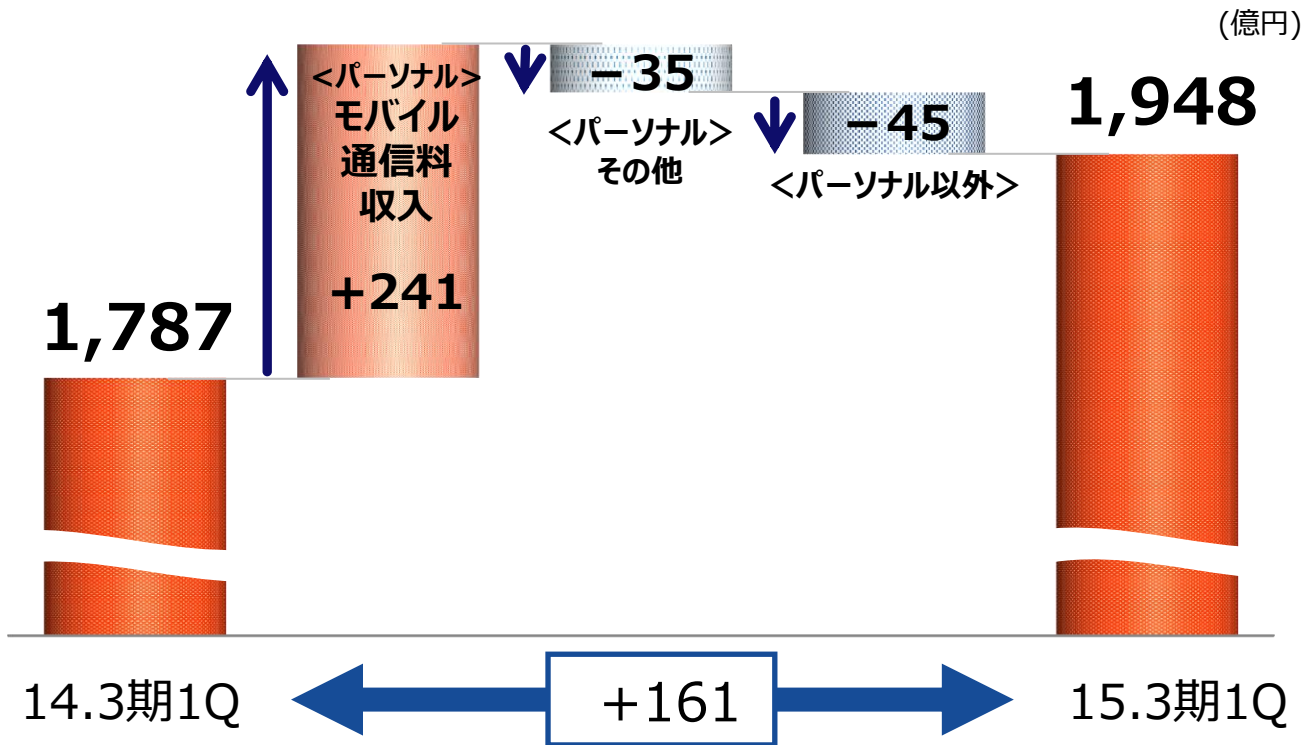 (億円)
<パーソナル>
モバイル
通信料
収入
+241
-35
<パーソナル>
その他
-45
<パーソナル以外>
1,948
1,787
14.3期1Q
+161
15.3期1Q